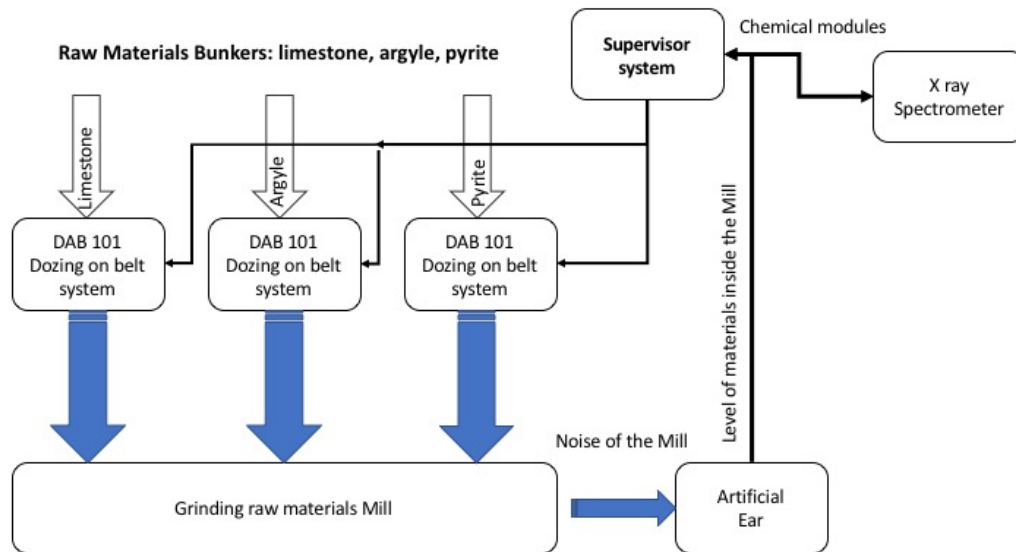 Chemical modules
Supervisor
system
Raw Materials Bunkers: limestone, argyle, pyrite
X ray
Spectrometer
Limestone
Argyle
Pyrite
DAB 101
Dozing on belt
system
DAB 101
Dozing on belt
system
DAB 101
Dozing on belt
system
Level of materials inside the Mill
Noise of the Mill
Grinding raw materials Mill
Artificial
Ear